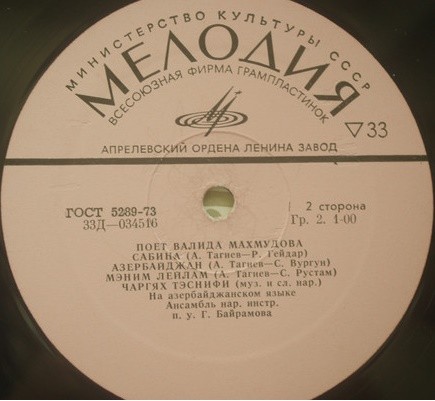 МИНИСТЕРСТВО КУЛЬТУРЫ СССР
МЕЛОДИЯ
ВСЕСОЮЗНАЯ ФИРМА ГРАМПЛАСТИНОК
▽33
АПРЕЛЕВСКИЙ ОРДЕНА ЛЕНИНА ЗАВОД
ГОСТ 5289-73
33Д—034516
2 сторона
Гр. 2. 1-00
ПОЕТ ВАЛИДА МАХМУДОВА
САБИНА (А. Тагиев—Р. Гейдар)
АЗЕРБАЙДЖАН (А. Тагиев—С. Вургун)
МЭНИМ ЛЕЙЛАМ (А. Тагиев—С. Рустам)
ЧАРГЯХ ТЭСНИФИ (муз. и сл. нар.)
На азербайджанском языке
Ансамбль нар. инстр.
п. у. Г. Байрамова